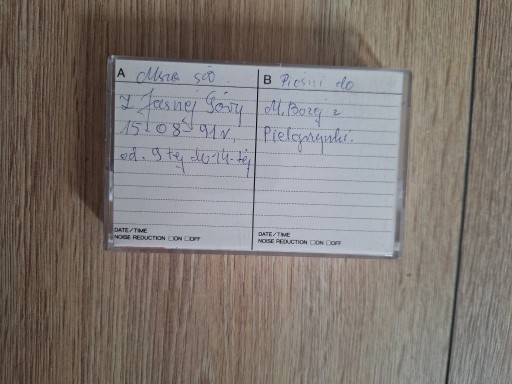 A Msza św.
z Jasnej Góry
15-08-91 r.
od. 9 tej do 14-tej
DATE/TIME
NOISE REDUCTION □ON □OFF
B Pieśni do
M. Bożej z
Pielgrzymki.
DATE/TIME
NOISE REDUCTION □ON □OFF